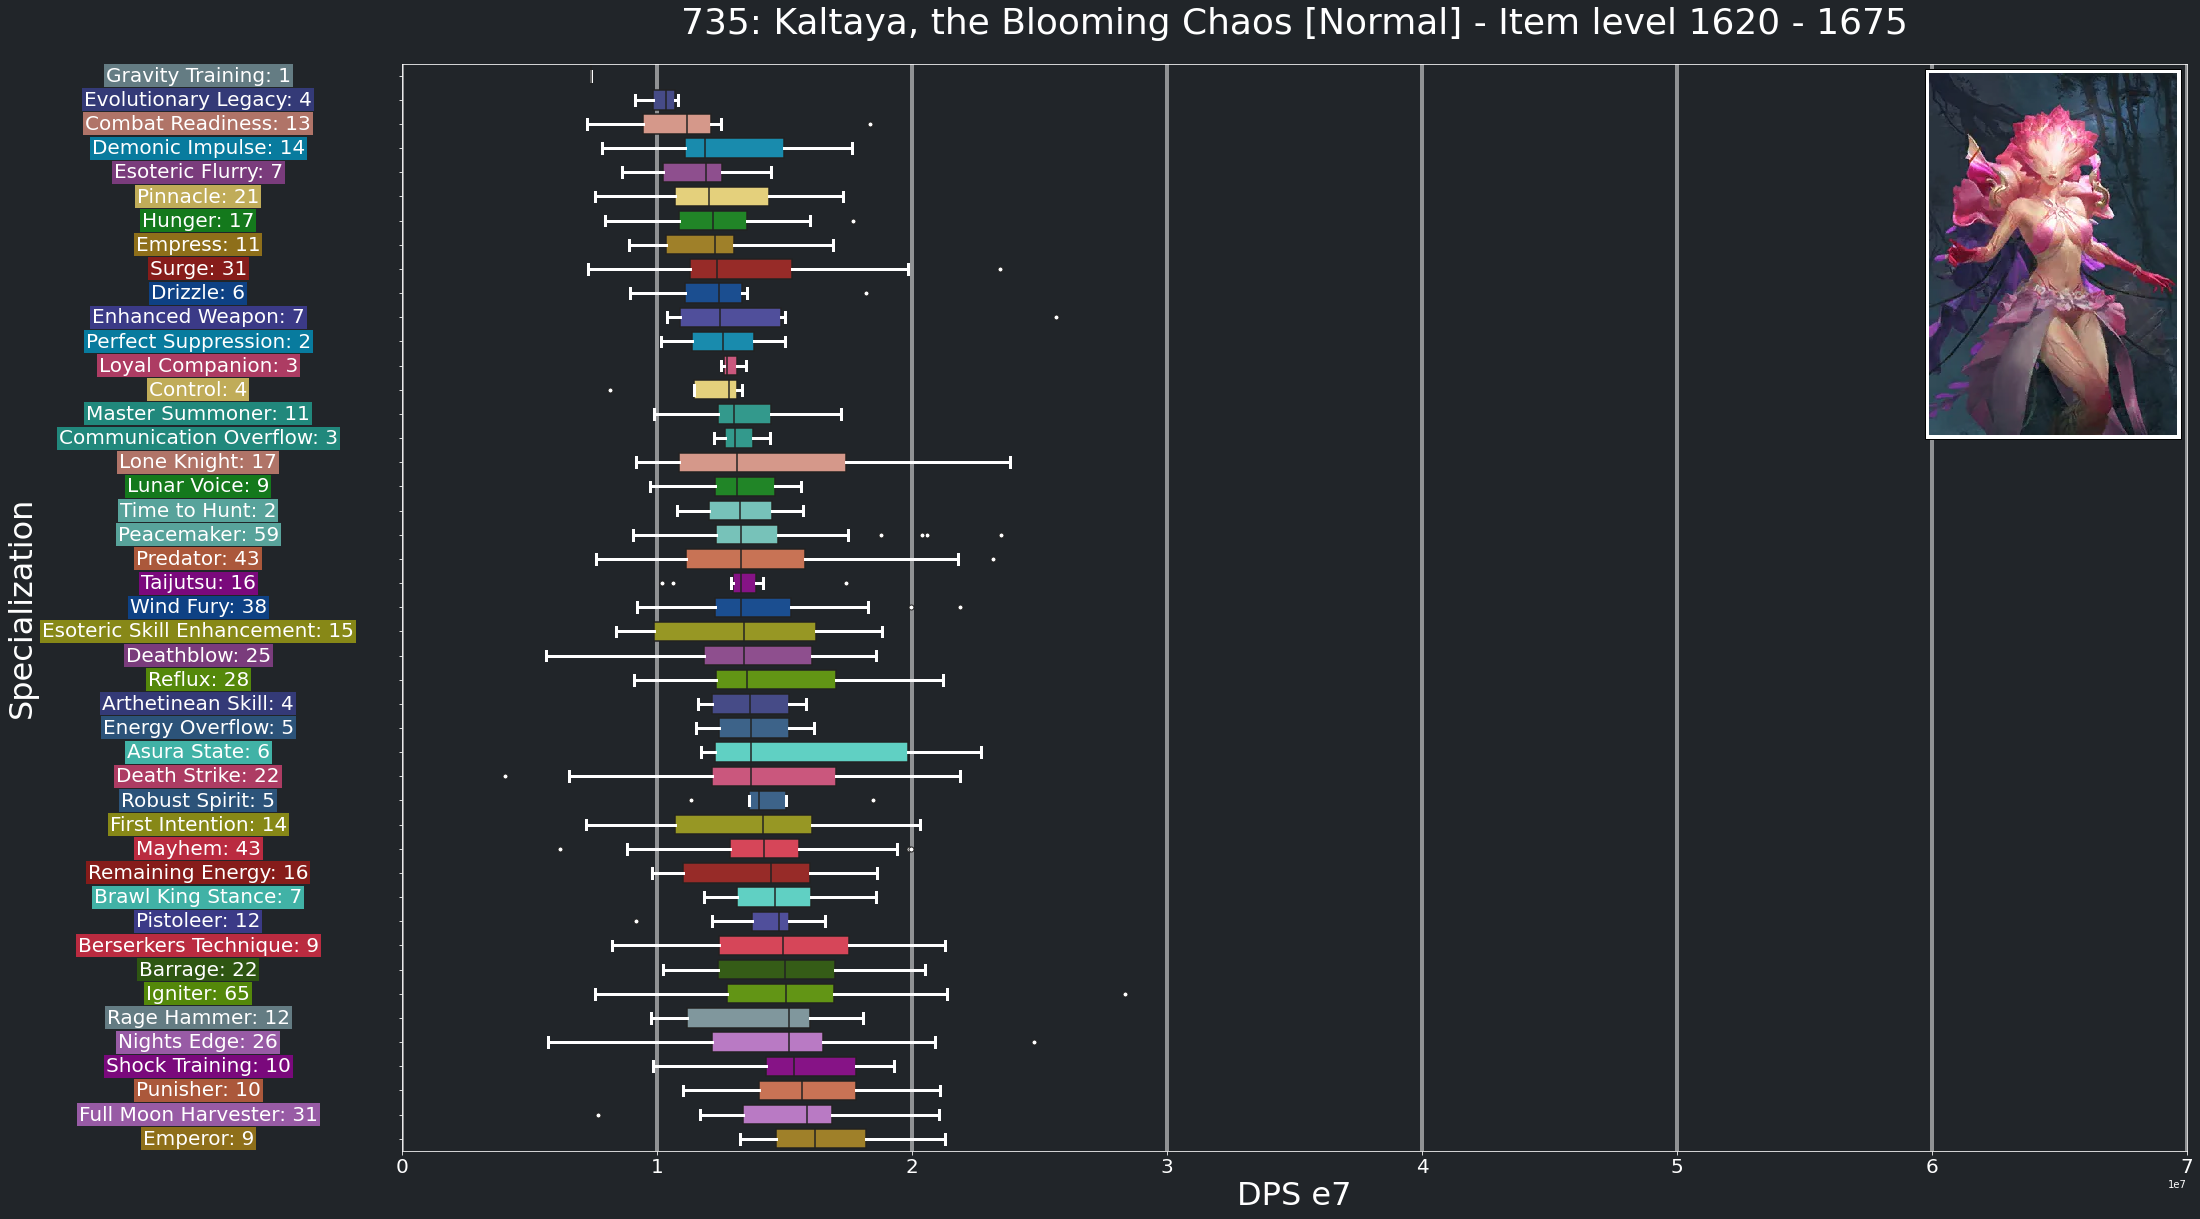 735: Kaltaya, the Blooming Chaos [Normal] - Item level 1620 - 1675
Specialization
Gravity Training: 1
Evolutionary Legacy: 4
Combat Readiness: 13
Demonic Impulse: 14
Esoteric Flurry: 7
Pinnacle: 21
Hunger: 17
Empress: 11
Surge: 31
Drizzle: 6
Enhanced Weapon: 7
Perfect Suppression: 2
Loyal Companion: 3
Control: 4
Master Summoner: 11
Communication Overflow: 3
Lone Knight: 17
Lunar Voice: 9
Time to Hunt: 2
Peacemaker: 59
Predator: 43
Taijutsu: 16
Wind Fury: 38
Esoteric Skill Enhancement: 15
Deathblow: 25
Reflux: 28
Arthetinean Skill: 4
Energy Overflow: 5
Asura State: 6
Death Strike: 22
Robust Spirit: 5
First Intention: 14
Mayhem: 43
Remaining Energy: 16
Brawl King Stance: 7
Pistoleer: 12
Berserkers Technique: 9
Barrage: 22
Igniter: 65
Rage Hammer: 12
Nights Edge: 26
Shock Training: 10
Punisher: 10
Full Moon Harvester: 31
Emperor: 9
0 1 2 3 4 5 6 7
1e7
DPS e7